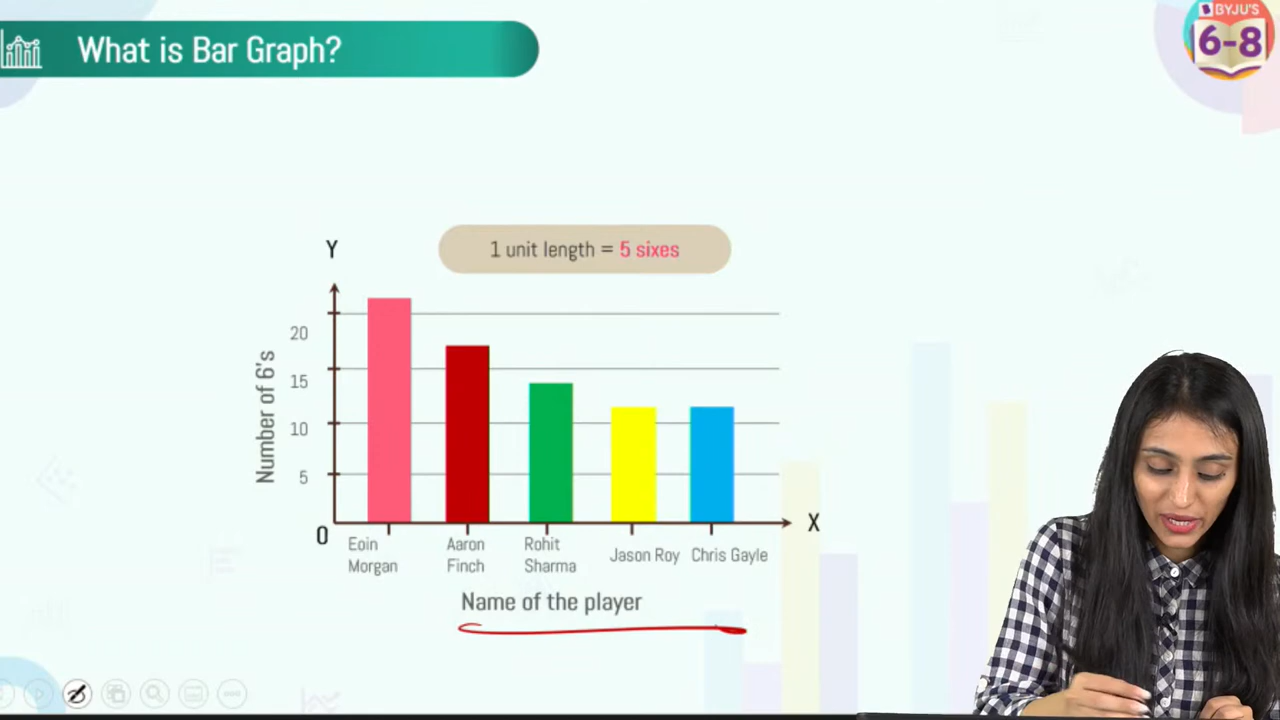 What is Bar Graph?
BYJU'S
6-8
Y
1 unit length = 5 sixes
Number of 6's
20
15
10
5
0
X
Eoin
Morgan
Aaron
Finch
Rohit
Sharma
Jason Roy
Chris Gayle
Name of the player